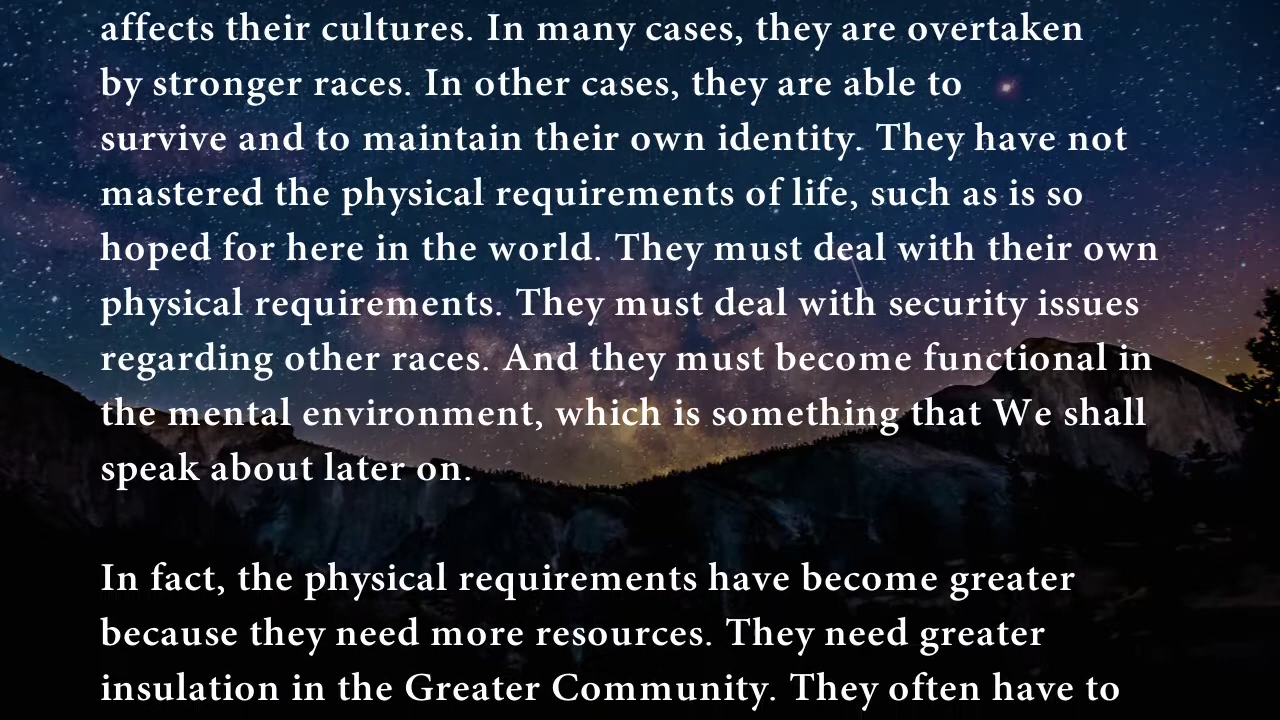 affects their cultures. In many cases, they are overtaken
by stronger races. In other cases, they are able to
survive and to maintain their own identity. They have not
mastered the physical requirements of life, such as is so
hoped for here in the world. They must deal with their own
physical requirements. They must deal with security issues
regarding other races. And they must become functional in
the mental environment, which is something that We shall
speak about later on.
In fact, the physical requirements have become greater
because they need more resources. They need greater
insulation in the Greater Community. They often have to